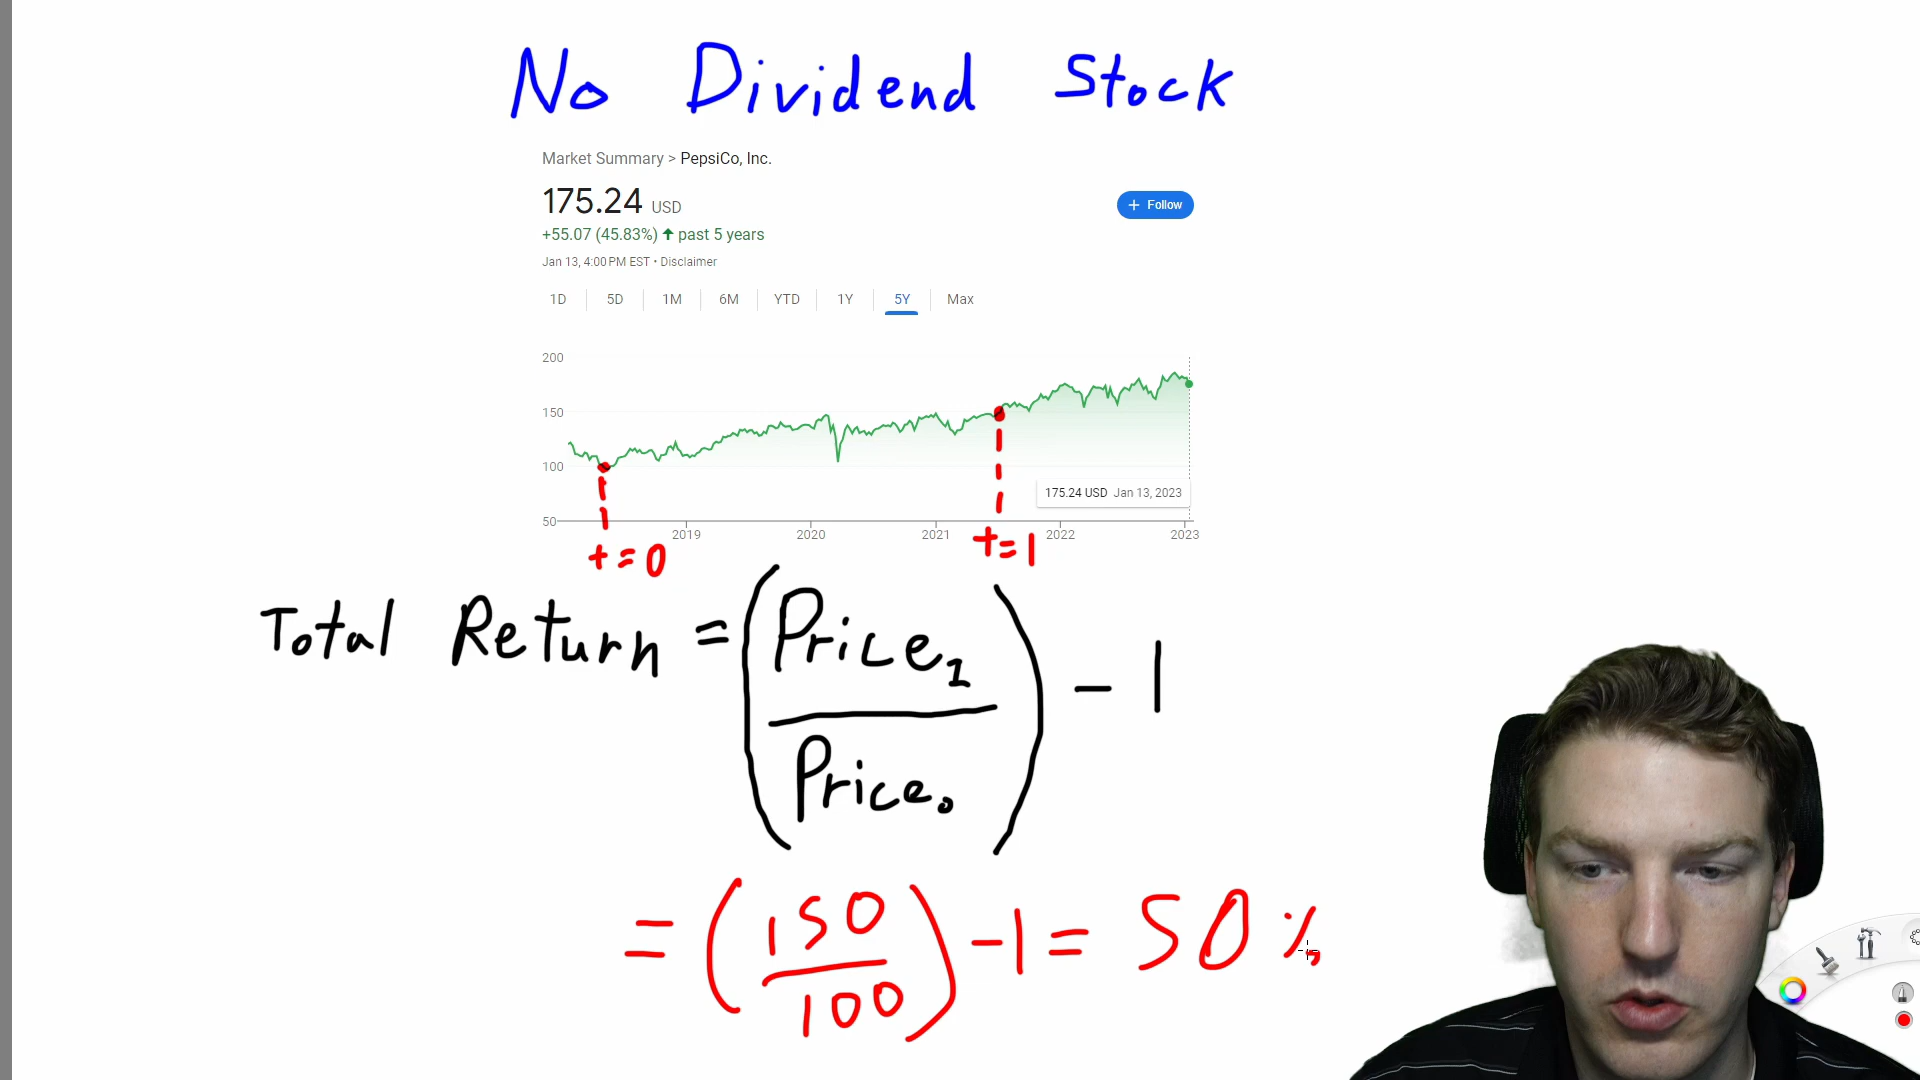 No Dividend Stock
Market Summary > PepsiCo, Inc.
175.24 USD
+ Follow
+55.07 (45.83%) ↑ past 5 years
Jan 13, 4:00 PM EST • Disclaimer
1D 5D 1M 6M YTD 1Y 5Y Max
200
150
100
175.24 USD Jan 13, 2023
50
2019 2020 2021 2022 2023
t=0 t=1
Total Return = (Price₁ / Price₀) - 1
= (150 / 100) - 1 = 50%